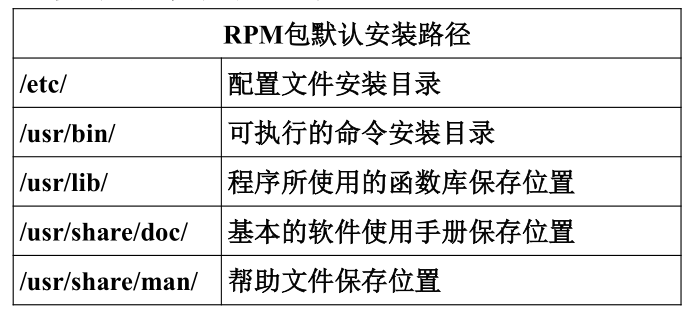 RPM包默认安装路径
/etc/ 配置文件安装目录
/usr/bin/ 可执行的命令安装目录
/usr/lib/ 程序所使用的函数库保存位置
/usr/share/doc/ 基本的软件使用手册保存位置
/usr/share/man/ 帮助文件保存位置